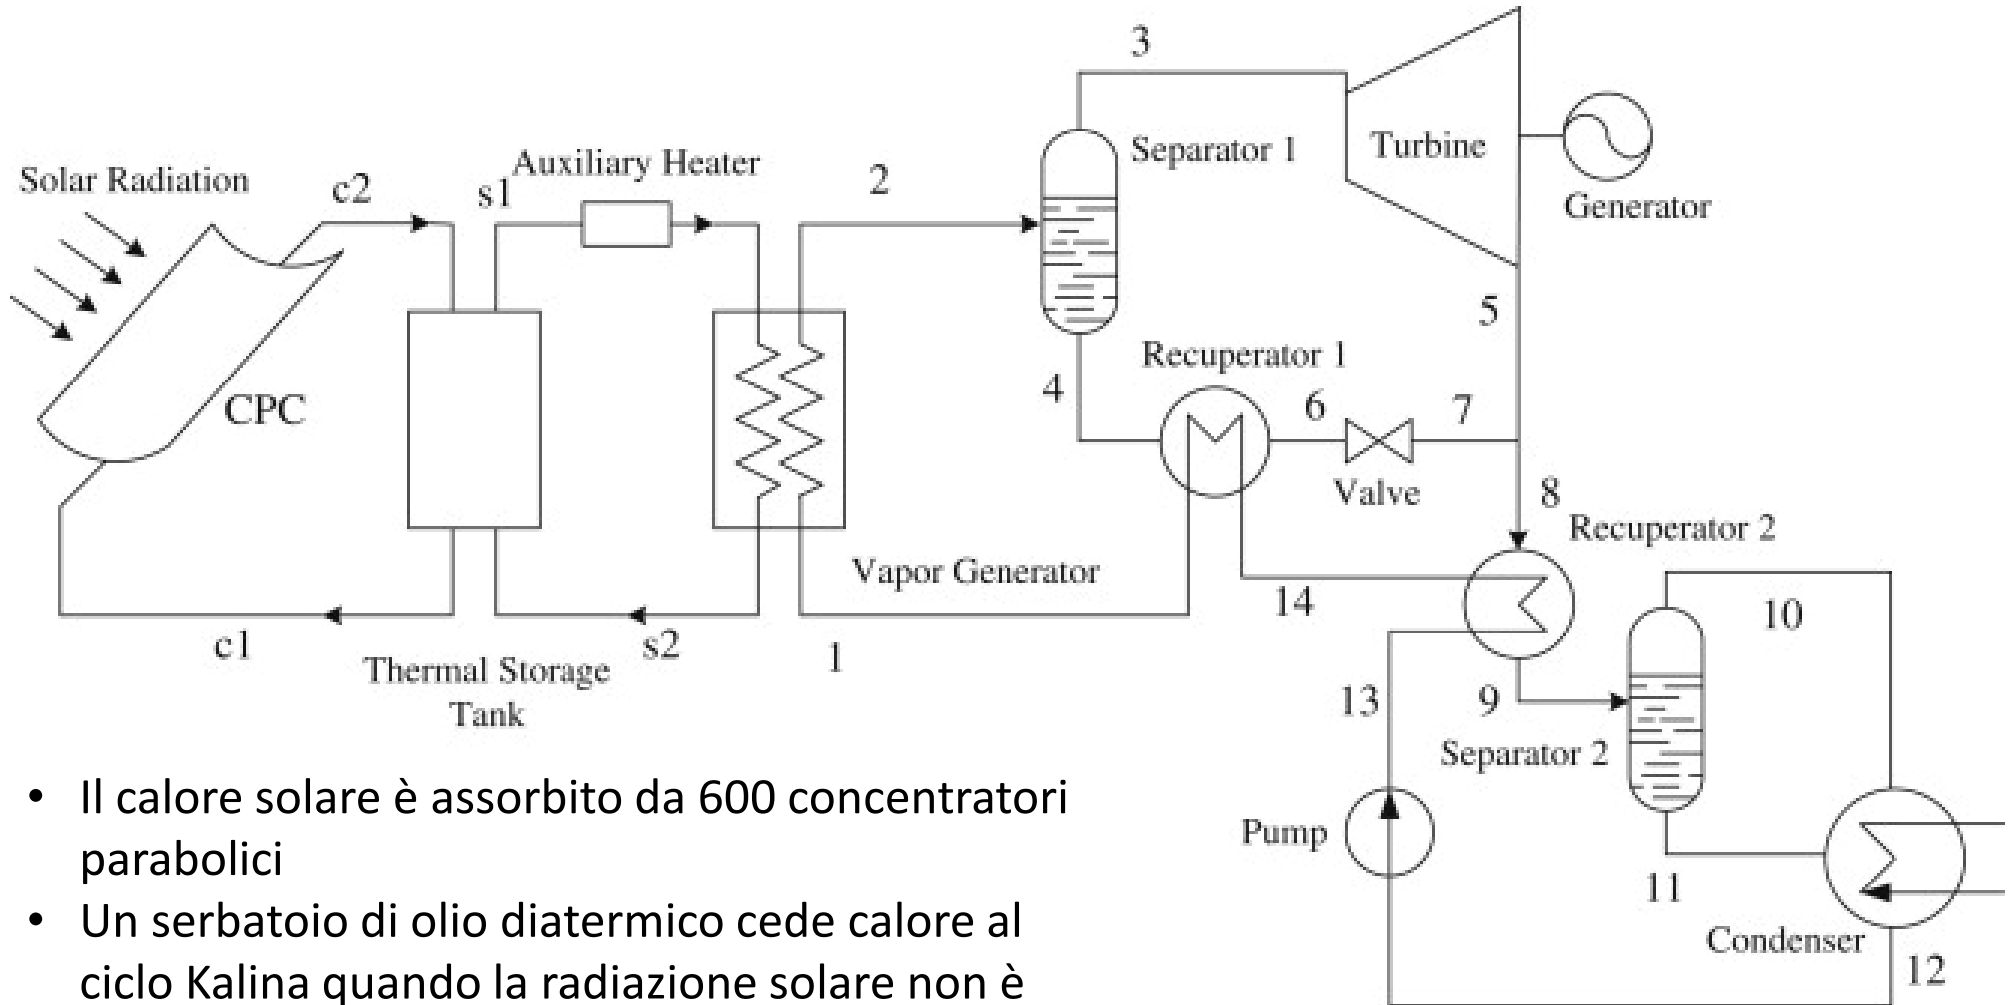 3
Solar Radiation
c2
s1
Auxiliary Heater
2
Separator 1
Turbine
Generator
CPC
5
4
Recuperator 1
6
7
Valve
8
Recuperator 2
Vapor Generator
14
10
c1
s2
1
Thermal Storage
Tank
13
9
Separator 2
Pump
11
Condenser
12
• Il calore solare è assorbito da 600 concentratori
parabolici
• Un serbatoio di olio diatermico cede calore al
ciclo Kalina quando la radiazione solare non è